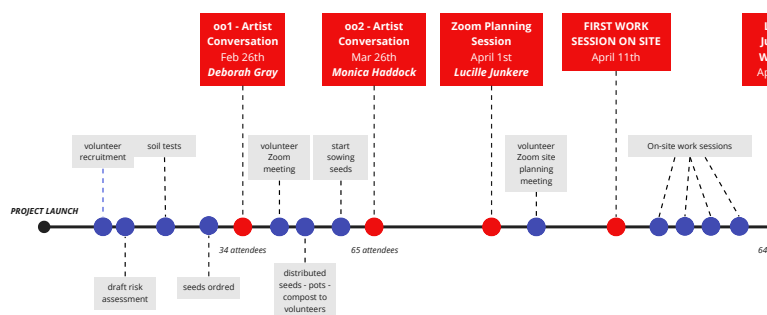 oo1 - Artist
Conversation
Feb 26th
Deborah Gray
oo2 - Artist
Conversation
Mar 26th
Monica Haddock
Zoom Planning
Session
April 1st
Lucille Junkere
FIRST WORK
SESSION ON SITE
April 11th
volunteer
recruitment
soil tests
volunteer
Zoom
meeting
start
sowing
seeds
volunteer
Zoom site
planning
meeting
On-site work sessions
PROJECT LAUNCH
34 attendees
65 attendees
64
draft risk
assessment
seeds ordred
distributed
seeds - pots -
compost to
volunteers